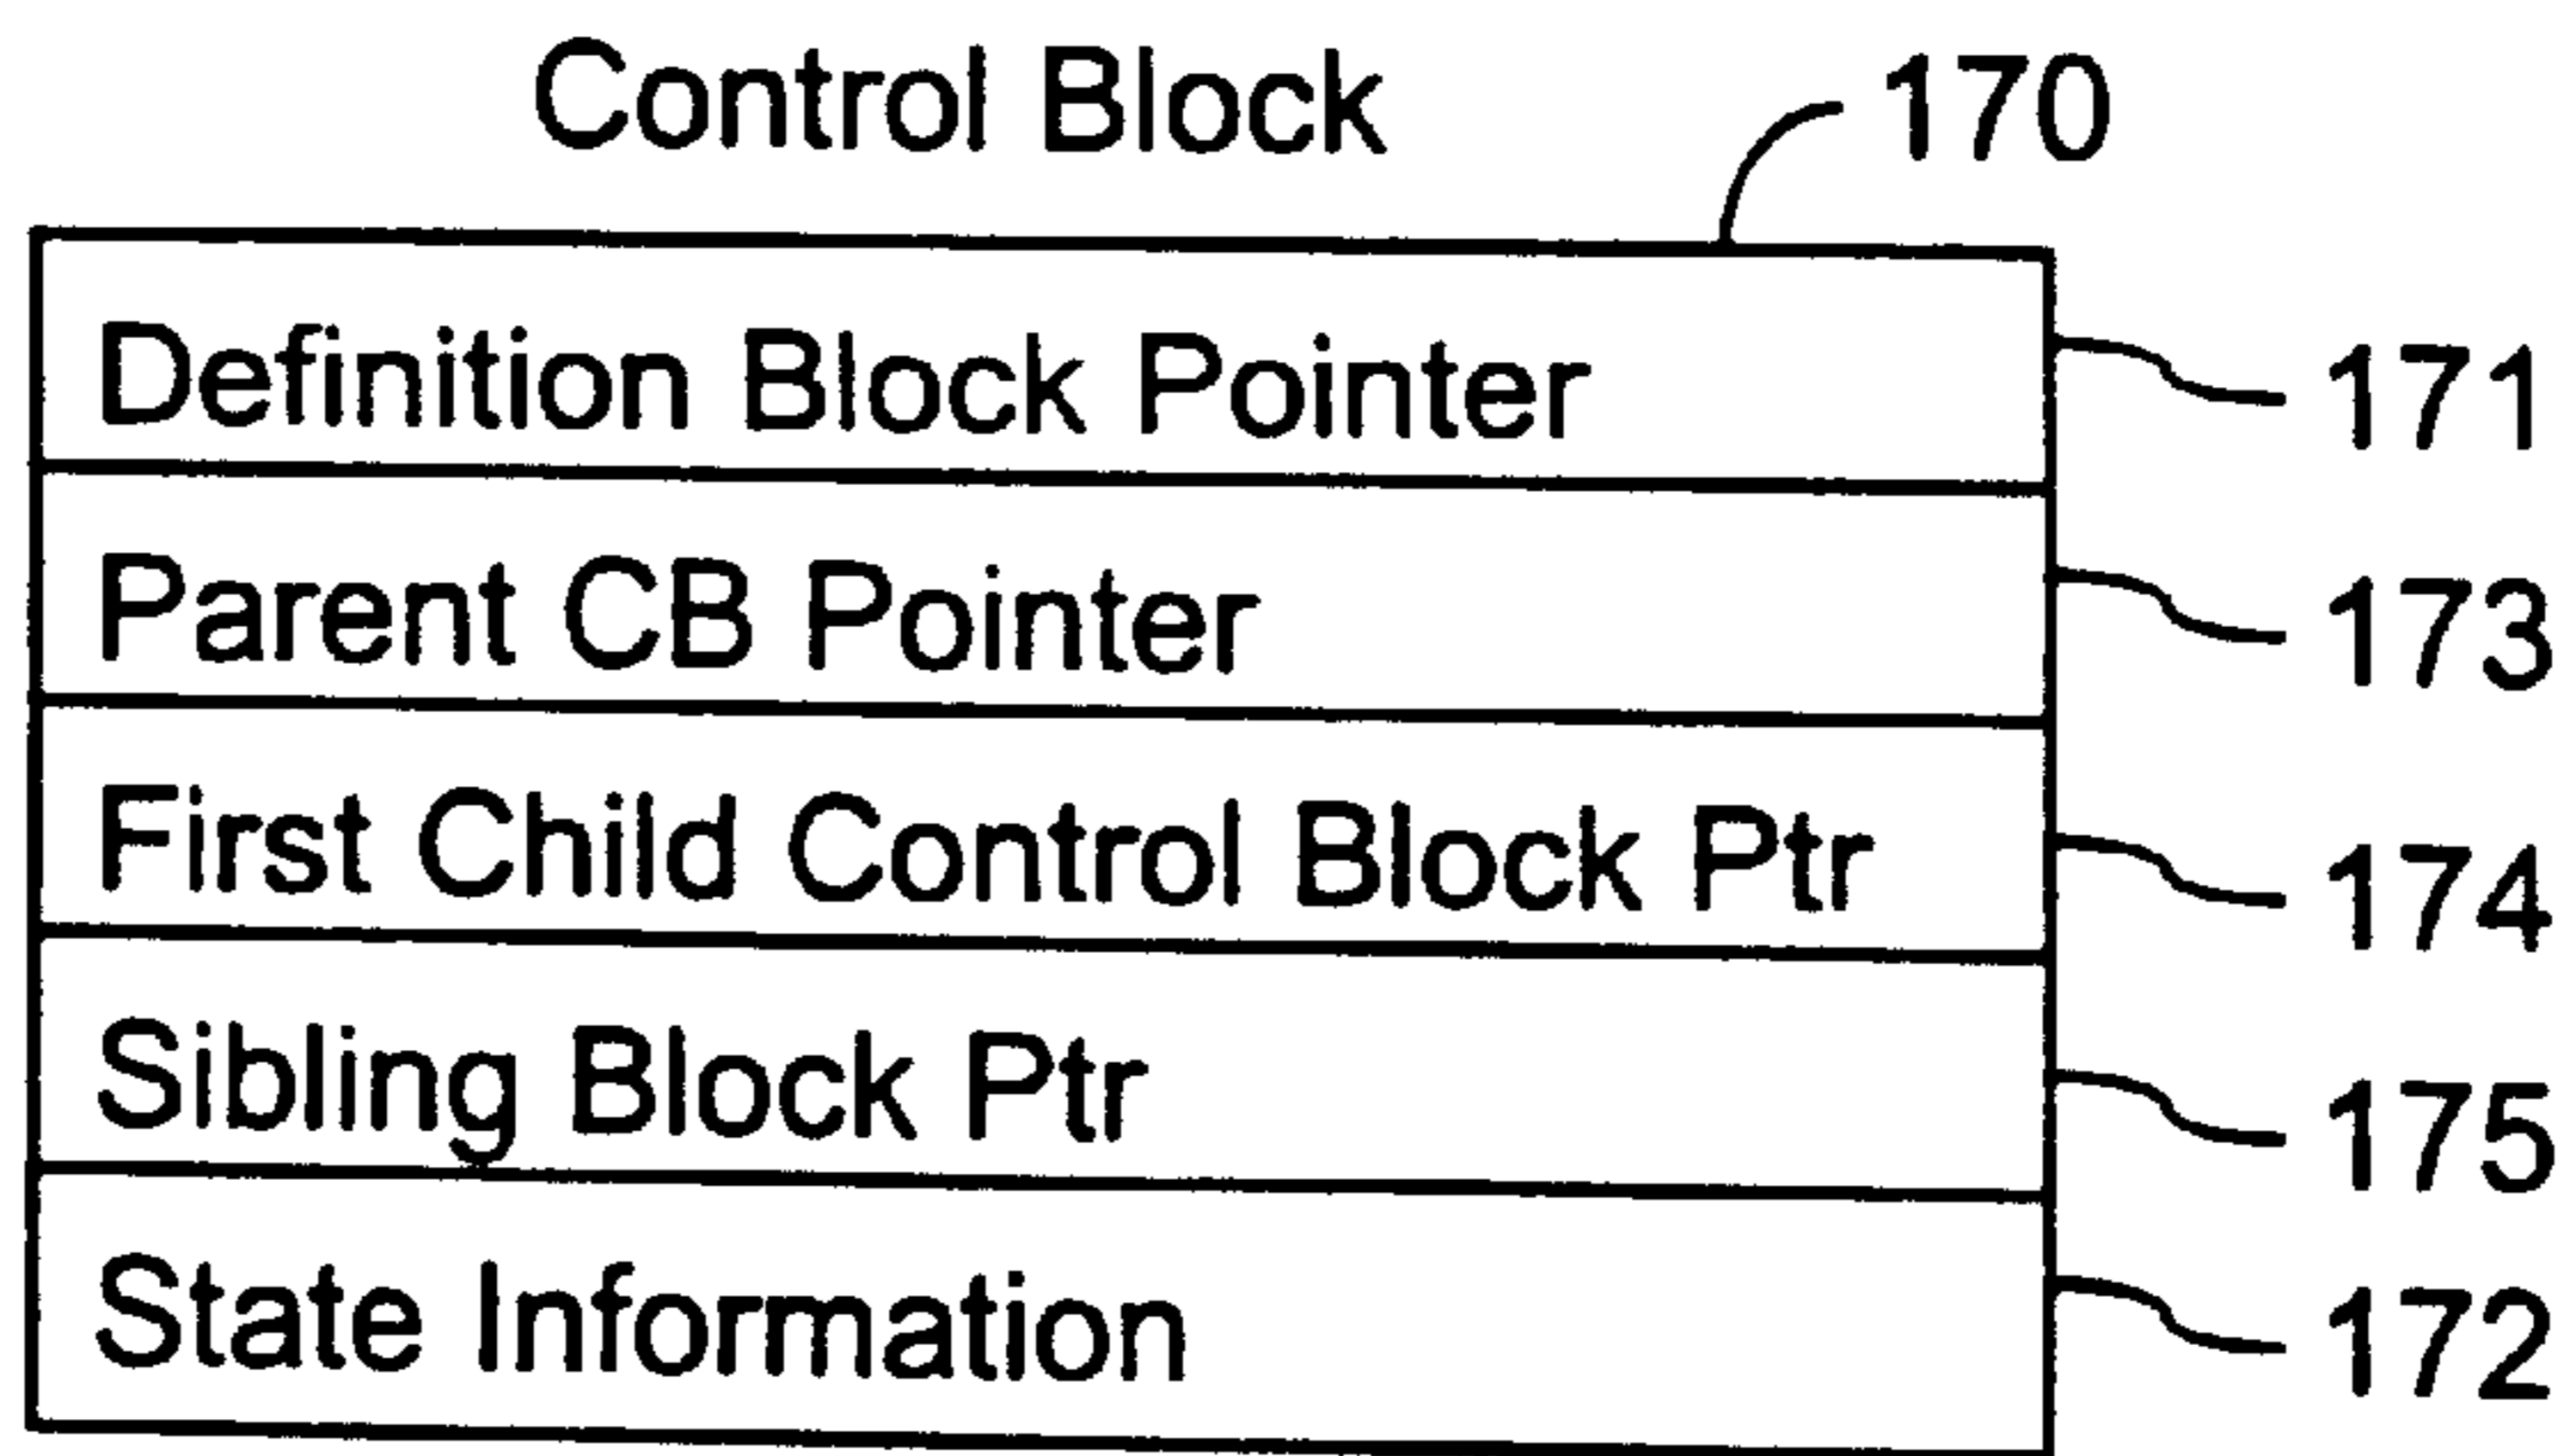 Control Block 170
Definition Block Pointer 171
Parent CB Pointer 173
First Child Control Block Ptr 174
Sibling Block Ptr 175
State Information 172